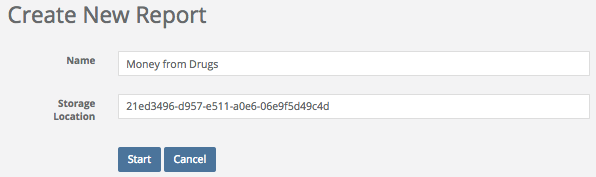 Create New Report
Name
Money from Drugs
Storage
Location
21ed3496-d957-e511-a0e6-06e9f5d49c4d
Start
Cancel